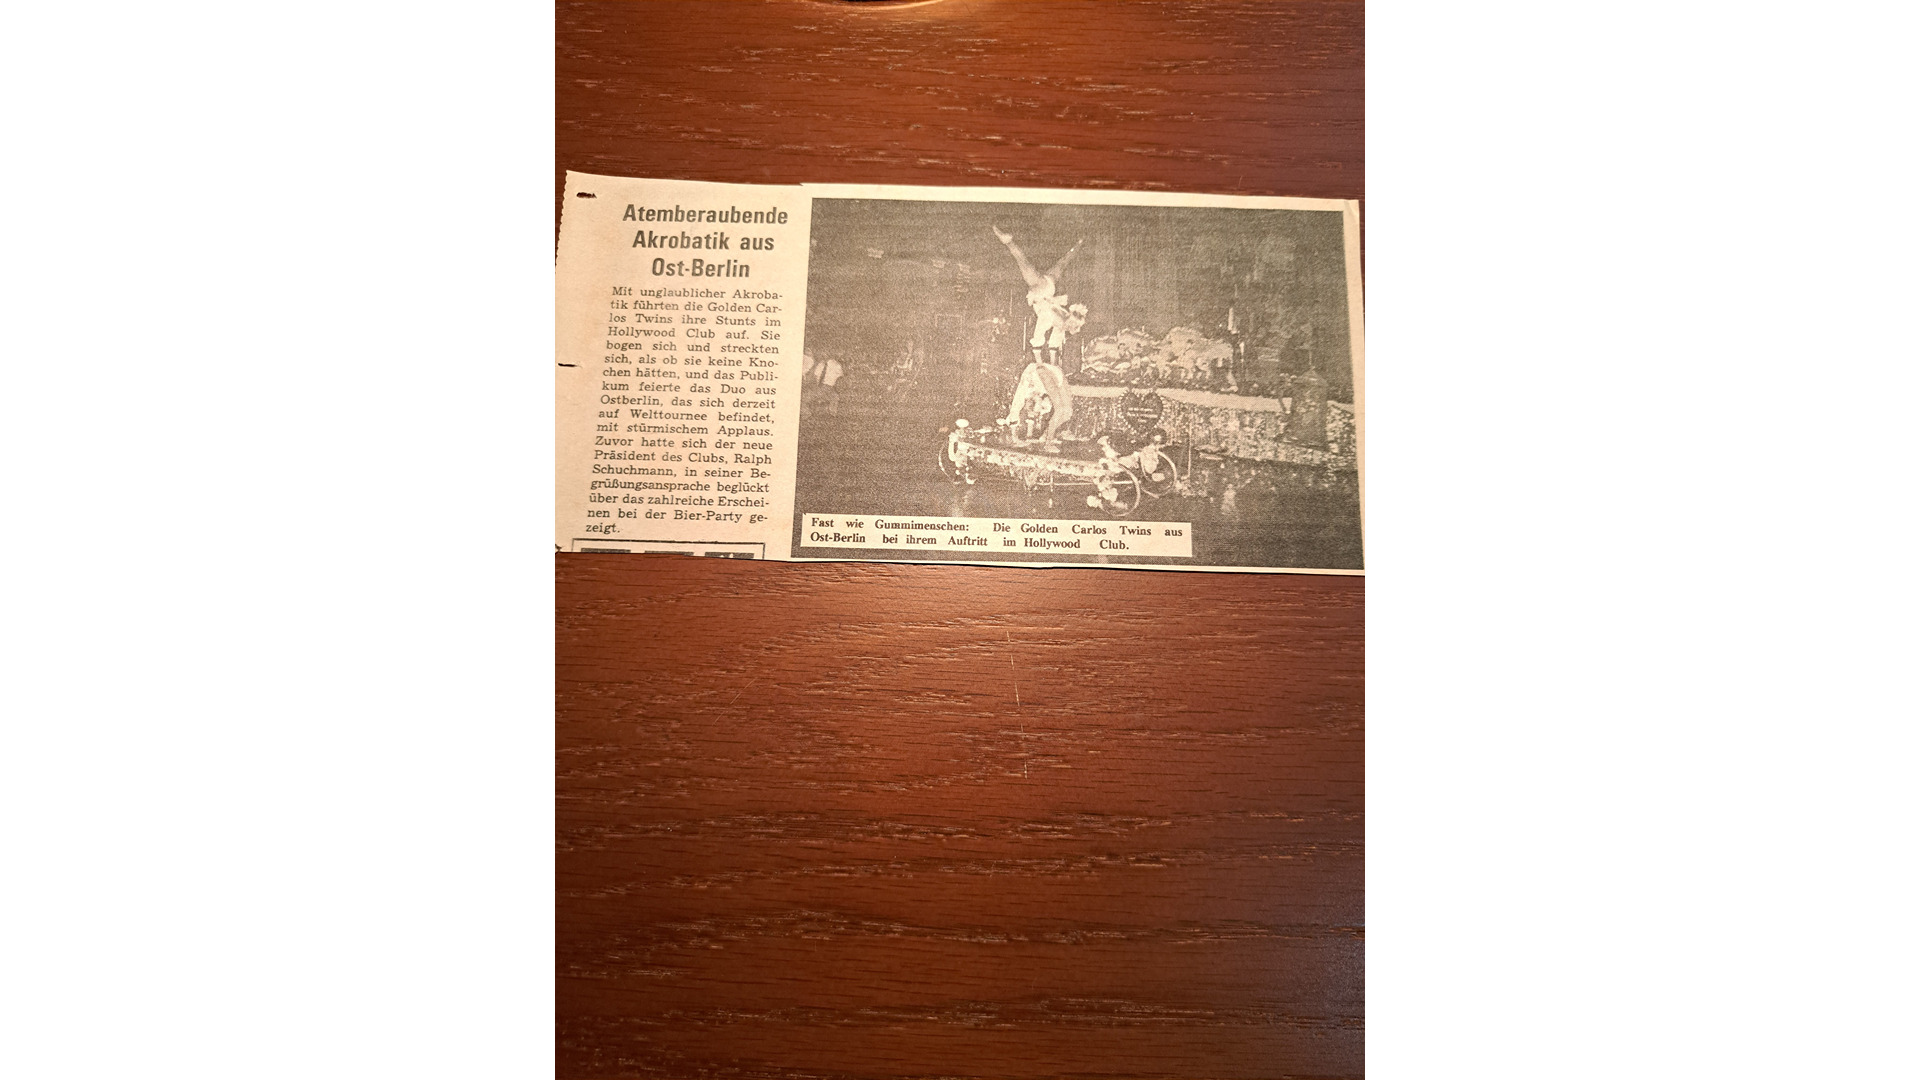 Atemberaubende
Akrobatik aus
Ost-Berlin
Mit unglaublicher Akroba-
tik führten die Golden Car-
los Twins ihre Stunts im
Hollywood Club auf. Sie
bogen sich und streckten
sich, als ob sie keine Kno-
chen hätten, und das Publi-
kum feierte das Duo aus
Ostberlin, das sich derzeit
auf Welttournee befindet,
mit stürmischem Applaus.
Zuvor hatte sich der neue
Präsident des Clubs, Ralph
Schuchmann, in seiner Be-
grüßungsansprache beglückt
über das zahlreiche Erschei-
nen bei der Bier-Party ge-
zeigt.
Fast wie Gummimenschen: Die Golden Carlos Twins aus
Ost-Berlin bei ihrem Auftritt im Hollywood Club.